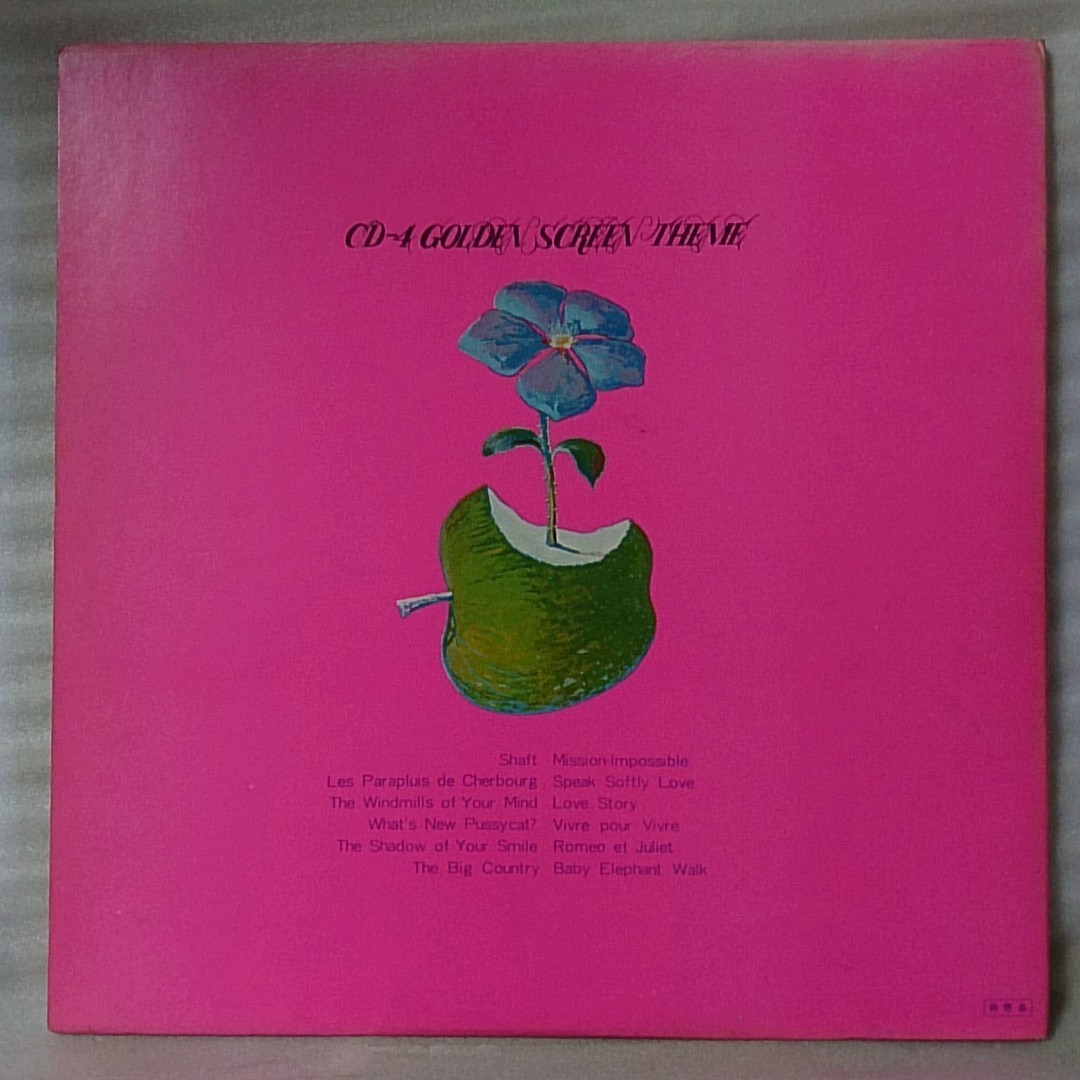 CD-4 GOLDEN SCREEN THEME
Shaft Mission-Impossible
Les Parapluis de Cherbourg Speak Softly Love
The Windmills of Your Mind Love Story
What's New Pussycat? Vivre pour Vivre
The Shadow of Your Smile Romeo et Juliet
The Big Country Baby Elephant Walk